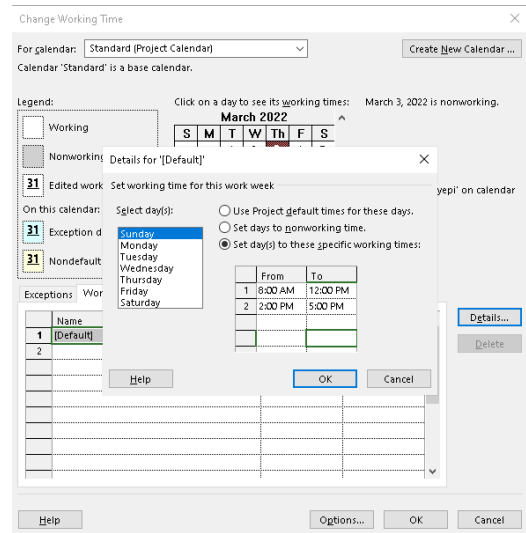 Change Working Time
For calendar: Standard (Project Calendar) Create New Calendar ...
Calendar 'Standard' is a base calendar.
Legend: Click on a day to see its working times: March 3, 2022 is nonworking.
Working
March 2022
S M T W Th F S
Nonworking
Details for '[Default]'
31 Edited work
Set working time for this work week
yepi' on calendar
On this calendar:
Select day(s):
Use Project default times for these days.
31 Exception d
Sunday
Monday
Tuesday
Wednesday
Thursday
Friday
Saturday
Set days to nonworking time.
Set day(s) to these specific working times:
31 Nondefault
From To
1 8:00 AM 12:00 PM
2 2:00 PM 5:00 PM
Exceptions Wor
Name
1 [Default]
2
Details...
Delete
Help OK Cancel
Help Options... OK Cancel